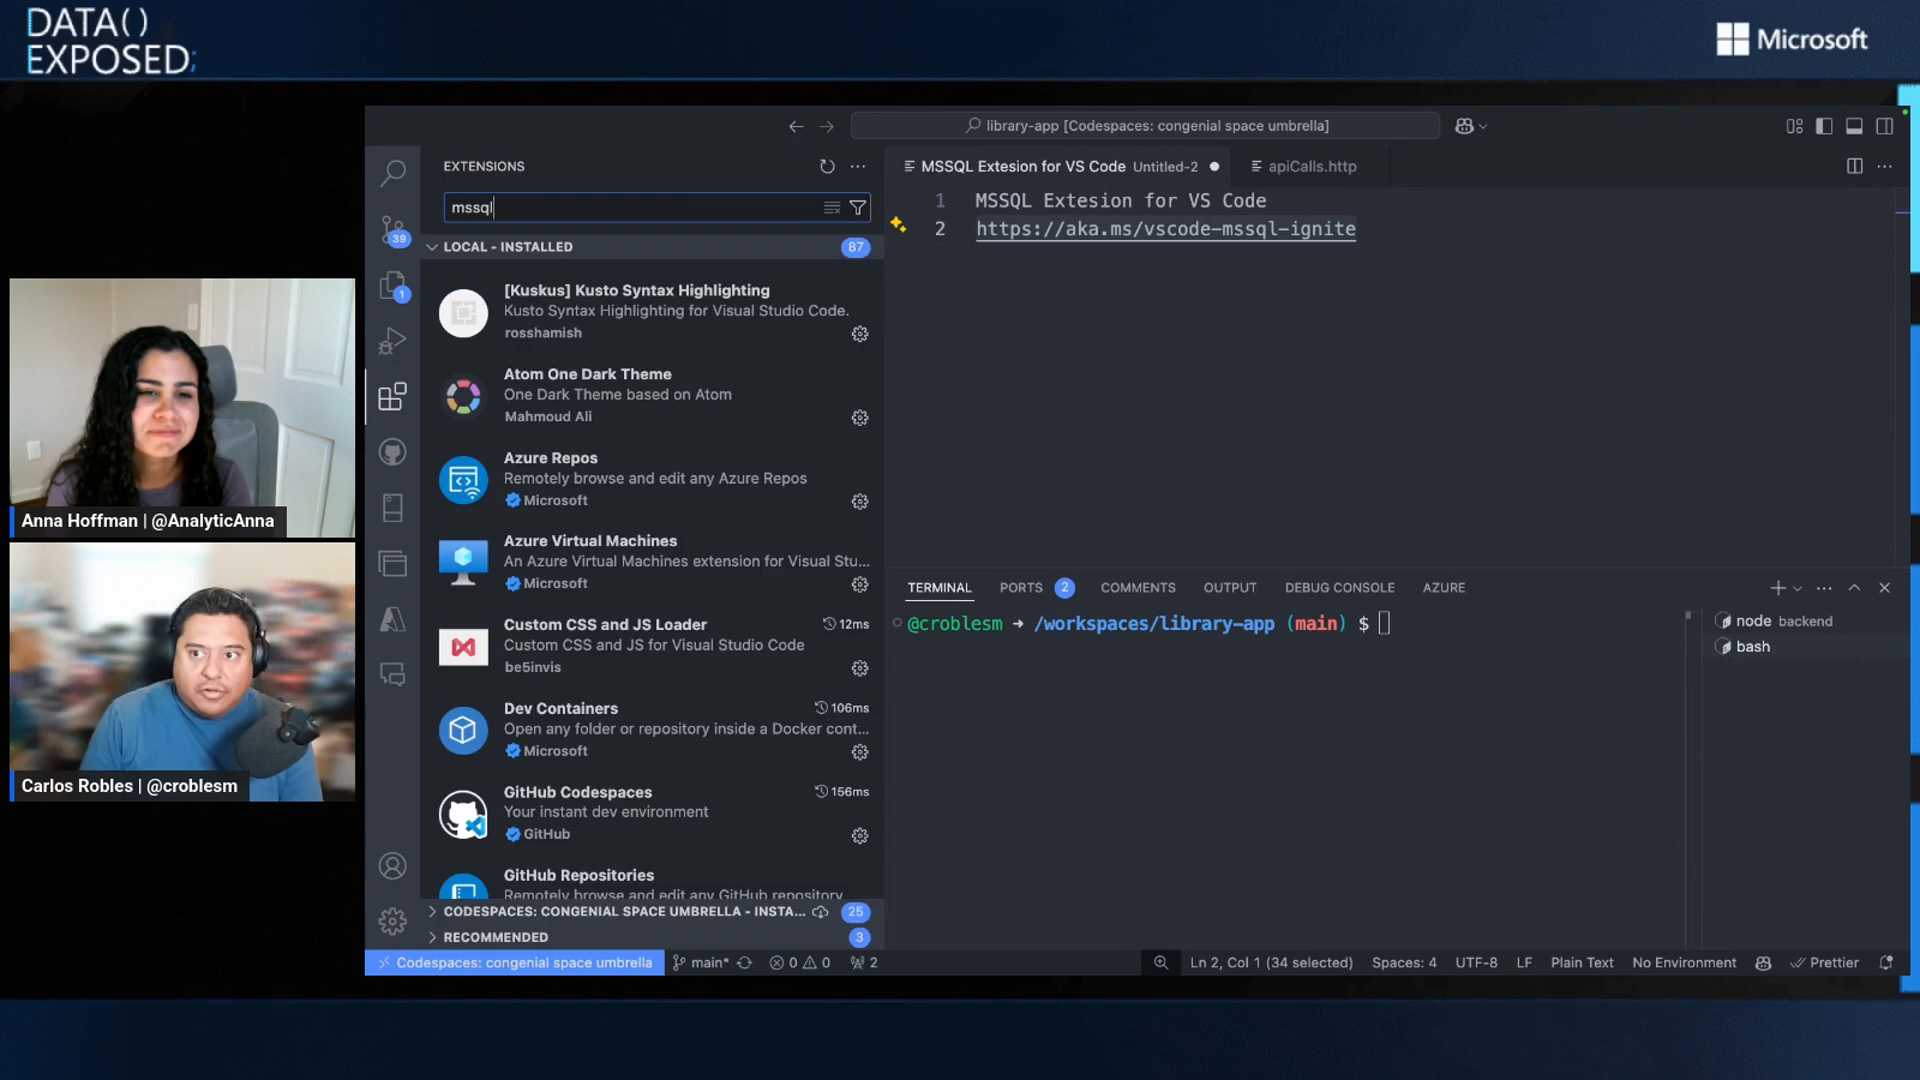 DATA()
EXPOSED;
Microsoft
Anna Hoffman | @AnalyticAnna
Carlos Robles | @croblesm
library-app [Codespaces: congenial space umbrella]
39
1
EXTENSIONS
mssql
LOCAL - INSTALLED
87
[Kuskus] Kusto Syntax Highlighting
Kusto Syntax Highlighting for Visual Studio Code.
rosshamish
Atom One Dark Theme
One Dark Theme based on Atom
Mahmoud Ali
Azure Repos
Remotely browse and edit any Azure Repos
Microsoft
Azure Virtual Machines
An Azure Virtual Machines extension for Visual Stu...
Microsoft
Custom CSS and JS Loader
12ms
Custom CSS and JS for Visual Studio Code
be5invis
Dev Containers
106ms
Open any folder or repository inside a Docker cont...
Microsoft
GitHub Codespaces
156ms
Your instant dev environment
GitHub
GitHub Repositories
Remotely browse and edit any GitHub repository
CODESPACES: CONGENIAL SPACE UMBRELLA - INSTA...
25
RECOMMENDED
3
MSSQL Extesion for VS Code Untitled-2
apiCalls.http
1 MSSQL Extesion for VS Code
2 https://aka.ms/vscode-mssql-ignite
TERMINAL
PORTS 2
COMMENTS
OUTPUT
DEBUG CONSOLE
AZURE
@croblesm ➜ /workspaces/library-app (main) $
node backend
bash
Codespaces: congenial space umbrella
main*
0 0
2
Ln 2, Col 1 (34 selected)
Spaces: 4
UTF-8
LF
Plain Text
No Environment
Prettier